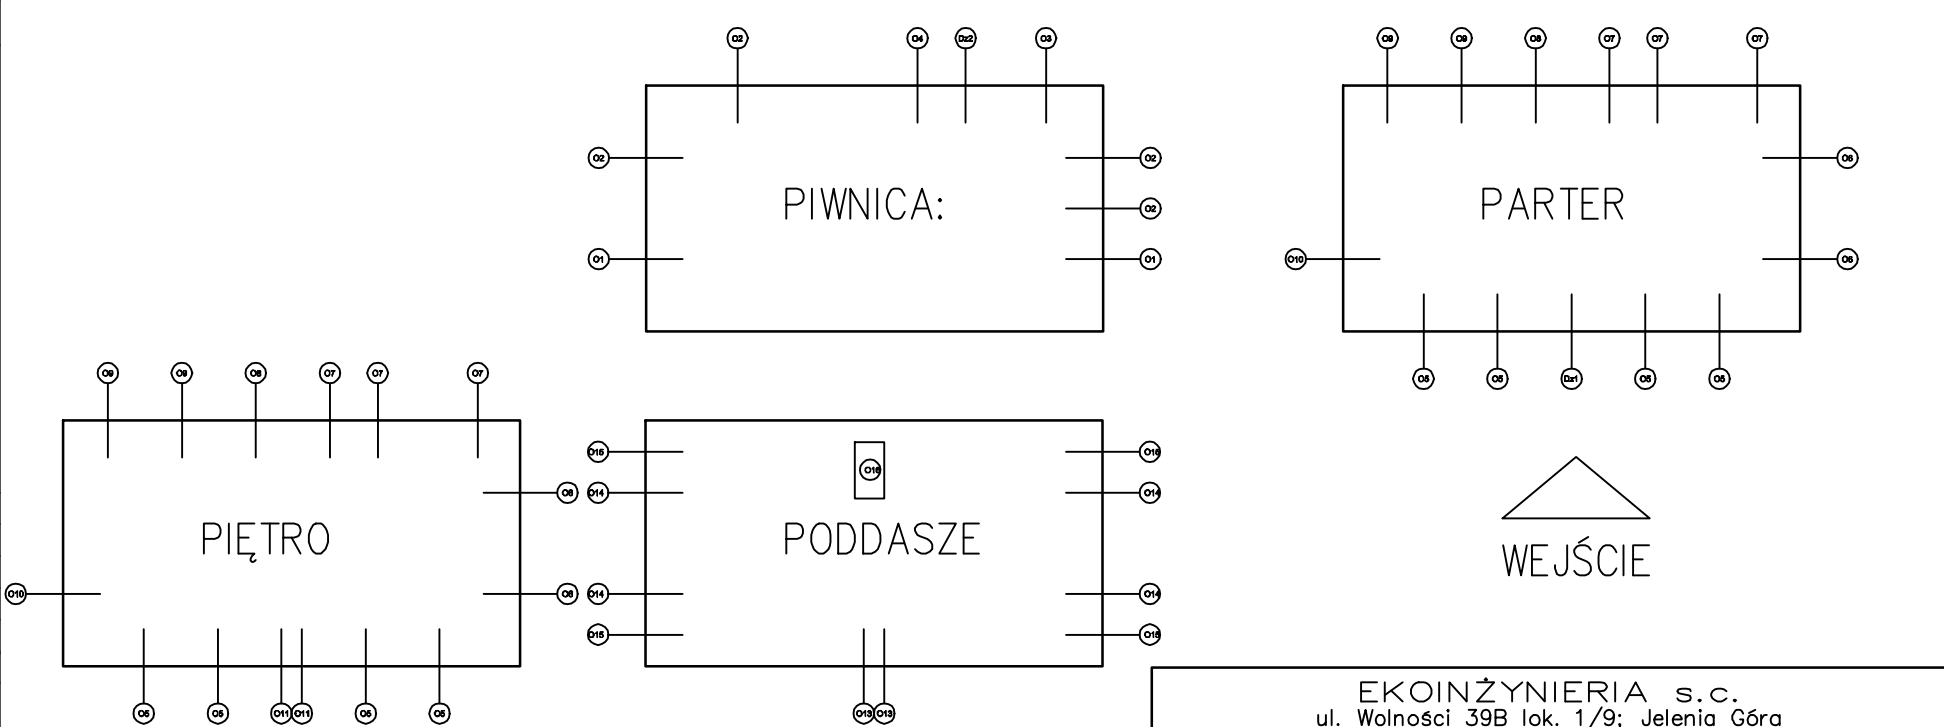 O2 O4 Dz2 O3
O9 O9 O8 O7 O7 O7
O2 O2 O6
O2
PIWNICA: PARTER
O1 O1 O10 O6
O9 O9 O8 O7 O7 O7
O5 O5 Dz1 O5 O5
O15 O16 O15
O6 O14 O14
PIĘTRO PODDASZE
WEJŚCIE
O10 O6 O14 O14
O15 O15
O5 O5 O11 O11 O5 O5 O13 O13
EKOINŻYNIERIA s.c.
ul. Wolności 39B lok. 1/9; Jelenia Góra